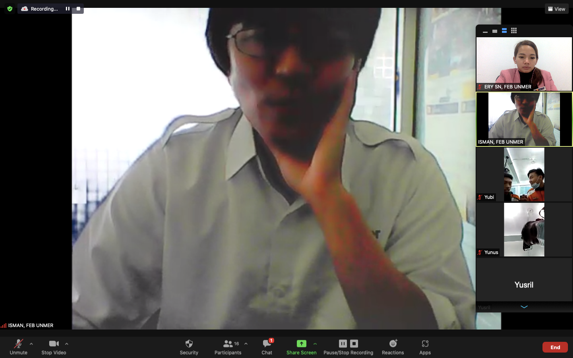 Recording...
View
ERY SN, FEB UNMER
ISMAN, FEB UNMER
Yubi
Yunus
Yusril
ISMAN, FEB UNMER
Unmute
Stop Video
Security
Participants
Chat
Share Screen
Pause/Stop Recording
Reactions
Apps
End